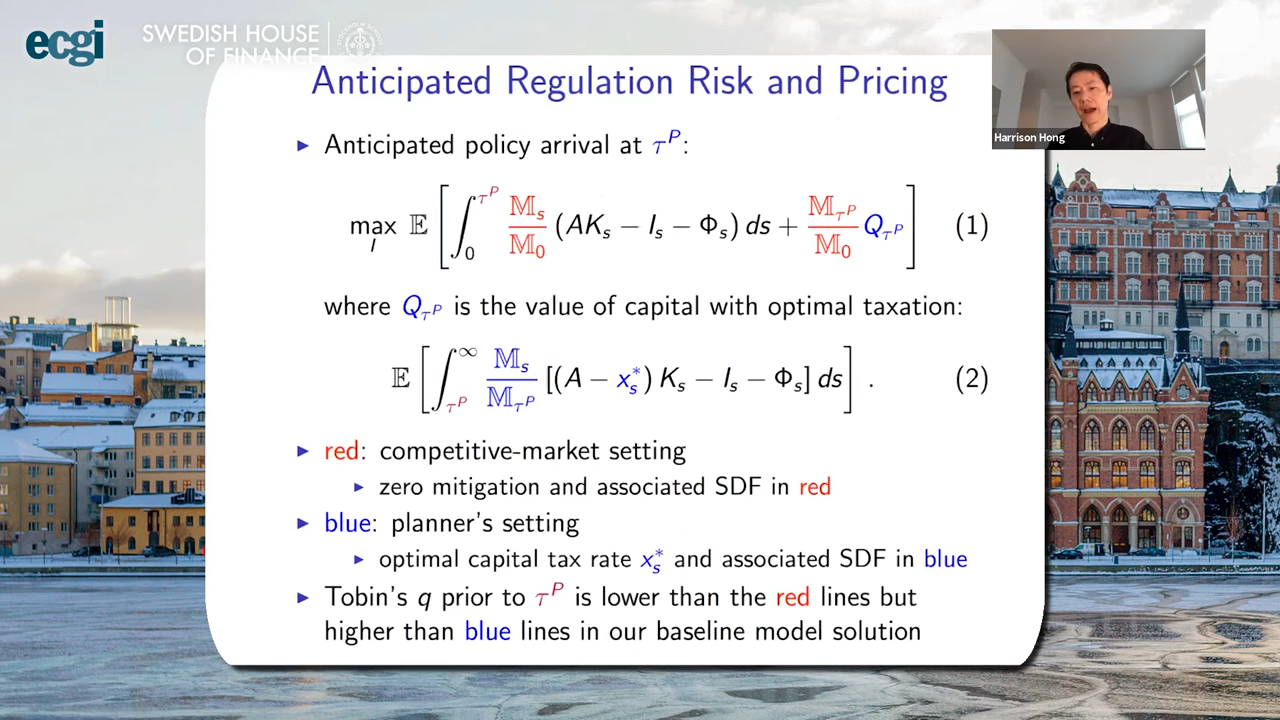 ecgi
SWEDISH HOUSE
OF FINANCE
Anticipated Regulation Risk and Pricing
Harrison Hong
▶ Anticipated policy arrival at τ^P:
max_I 𝔼 [ ∫_0^{τ^P} 𝕄_s/𝕄_0 (AK_s − I_s − Φ_s) ds + 𝕄_{τ^P}/𝕄_0 Q_{τ^P} ] (1)
where Q_{τ^P} is the value of capital with optimal taxation:
𝔼 [ ∫_{τ^P}^∞ 𝕄_s/𝕄_{τ^P} [(A − x_s^*) K_s − I_s − Φ_s] ds ] . (2)
▶ red: competitive-market setting
▶ zero mitigation and associated SDF in red
▶ blue: planner's setting
▶ optimal capital tax rate x_s^* and associated SDF in blue
▶ Tobin's q prior to τ^P is lower than the red lines but
higher than blue lines in our baseline model solution